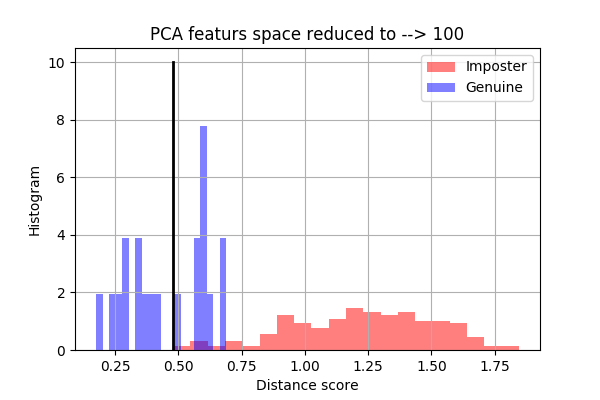 PCA featurs space reduced to --> 100
Imposter
Genuine
Histogram
10
8
6
4
2
0
0.25 0.50 0.75 1.00 1.25 1.50 1.75
Distance score